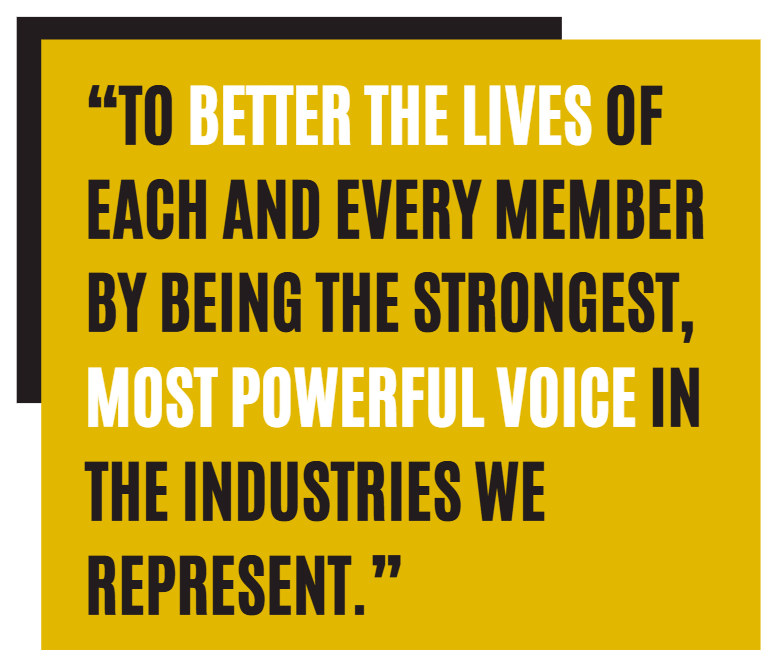 “TO BETTER THE LIVES OF
EACH AND EVERY MEMBER
BY BEING THE STRONGEST,
MOST POWERFUL VOICE IN
THE INDUSTRIES WE
REPRESENT.”